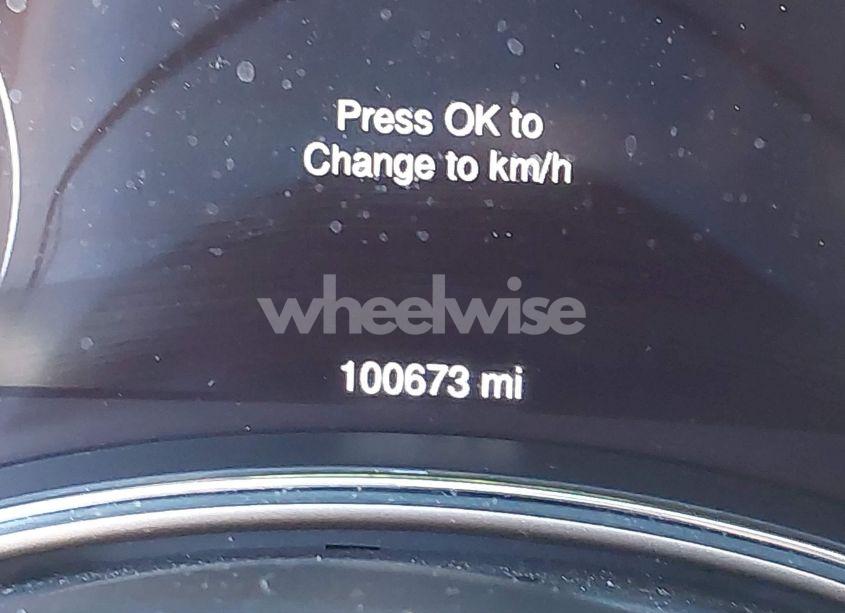 Press OK to
Change to km/h
wheelwise
100673 mi